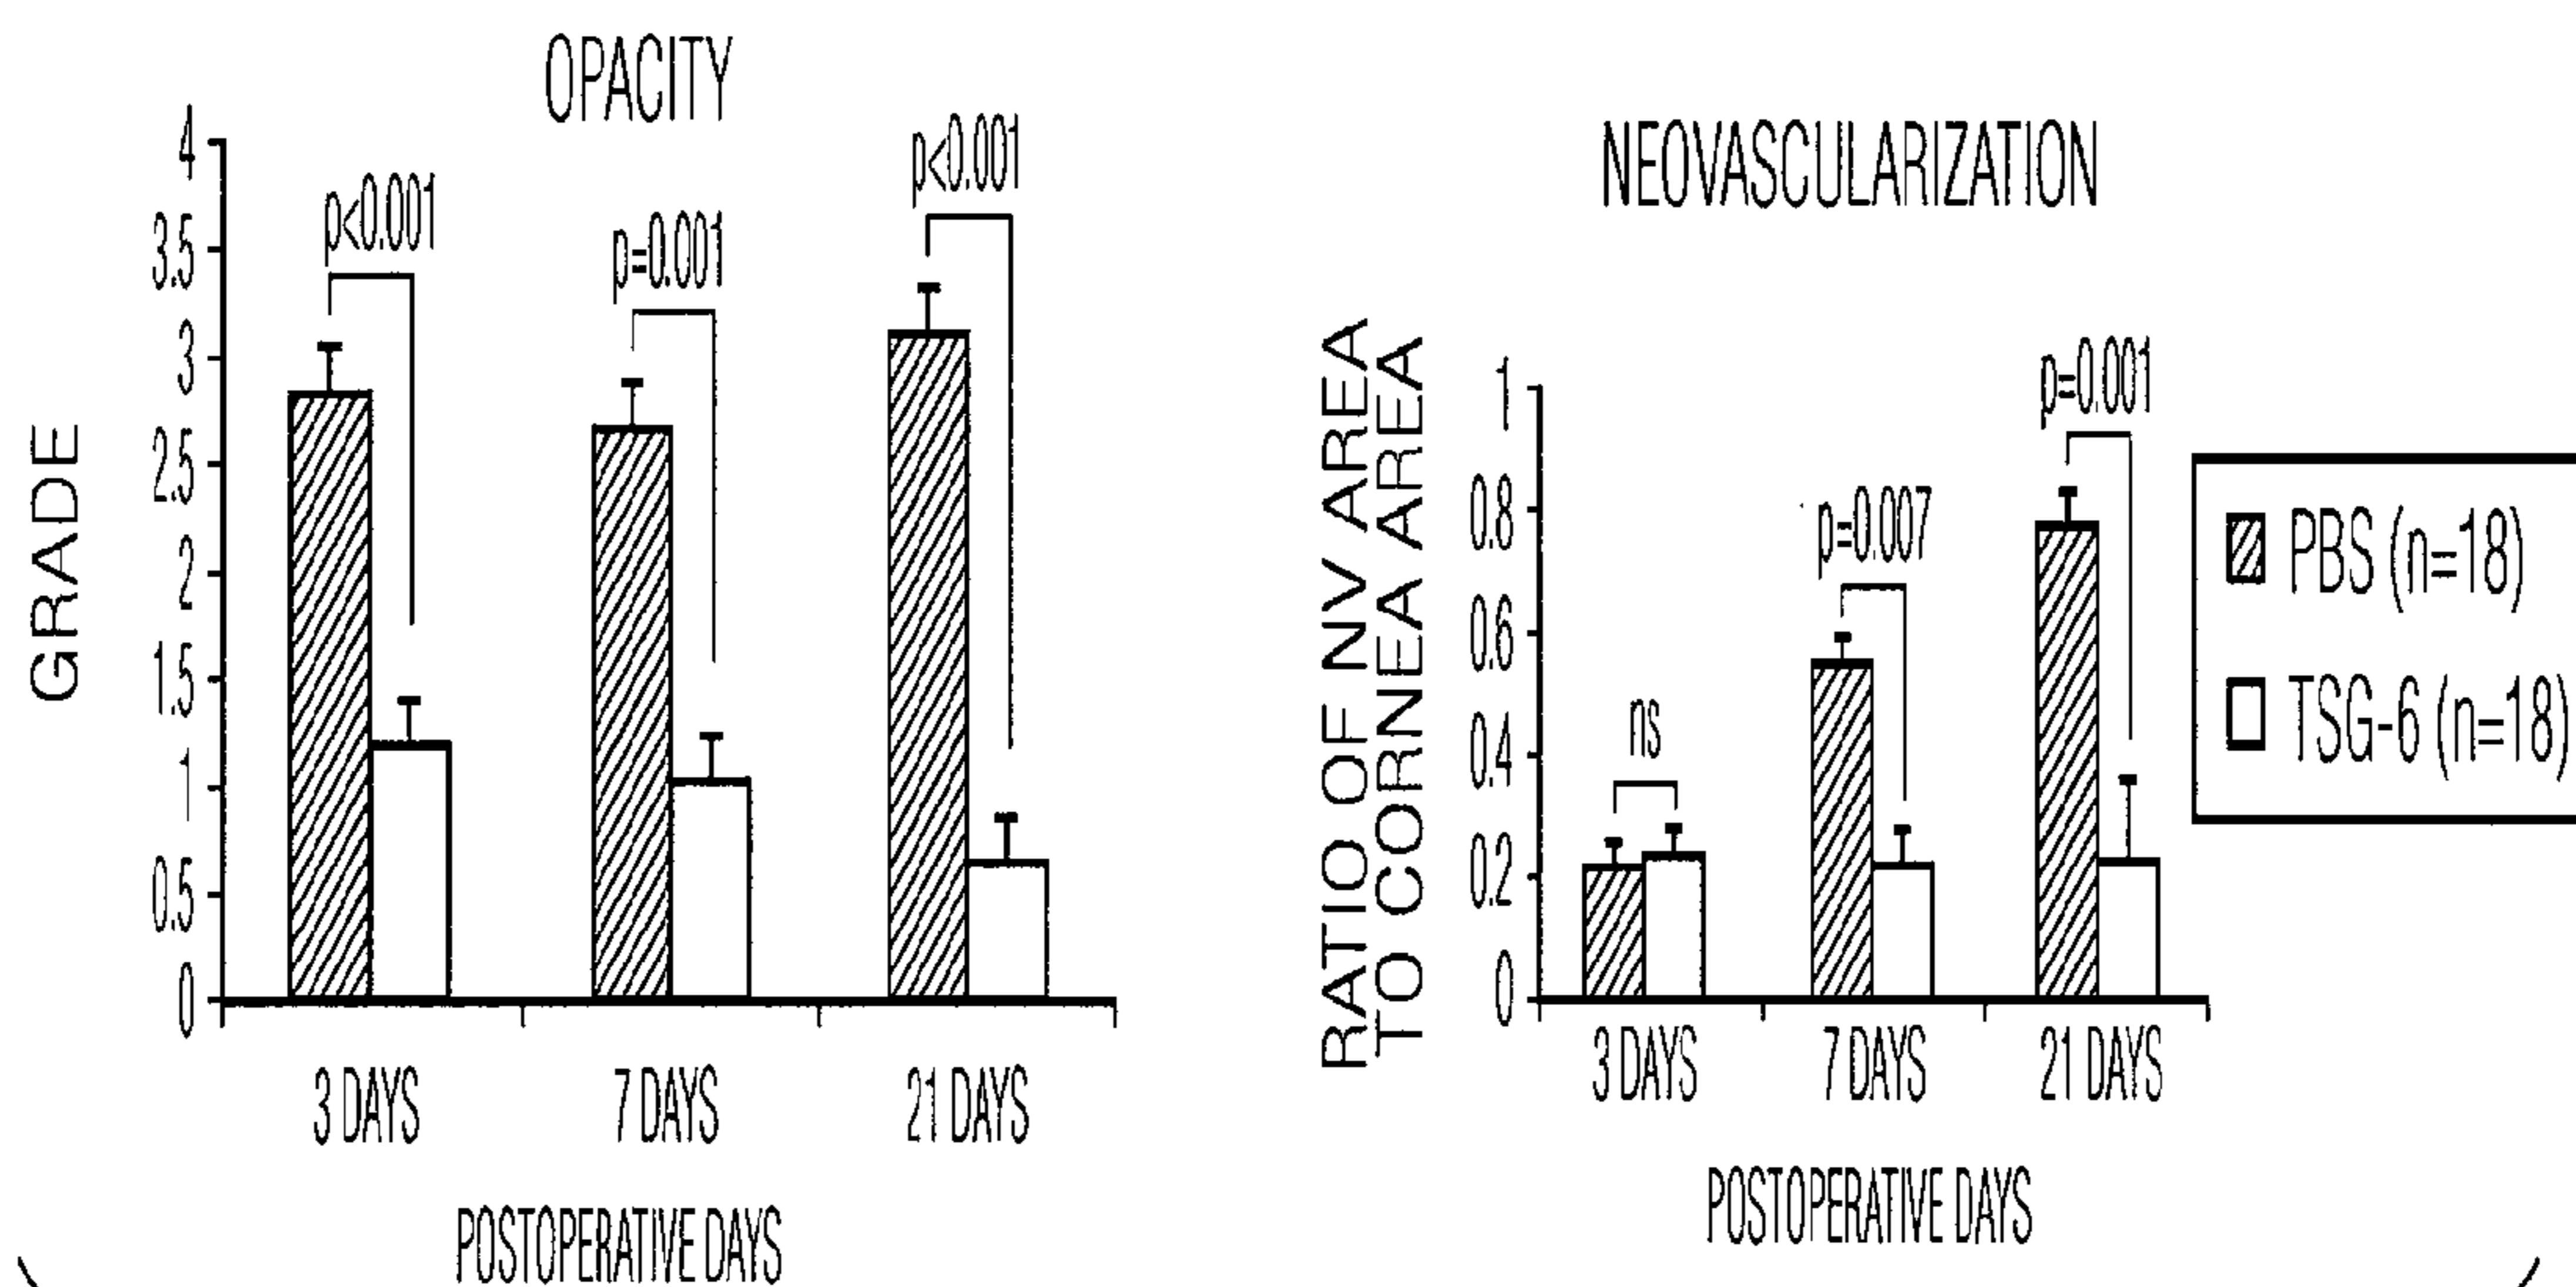 OPACITY
GRADE
4
3.5
3
2.5
2
1.5
1
0.5
0
p<0.001
p=0.001
p<0.001
3 DAYS
7 DAYS
21 DAYS
POSTOPERATIVE DAYS
NEOVASCULARIZATION
RATIO OF NV AREA
TO CORNEA AREA
1
0.8
0.6
0.4
0.2
0
ns
p=0.007
p=0.001
3 DAYS
7 DAYS
21 DAYS
POSTOPERATIVE DAYS
PBS (n=18)
TSG-6 (n=18)